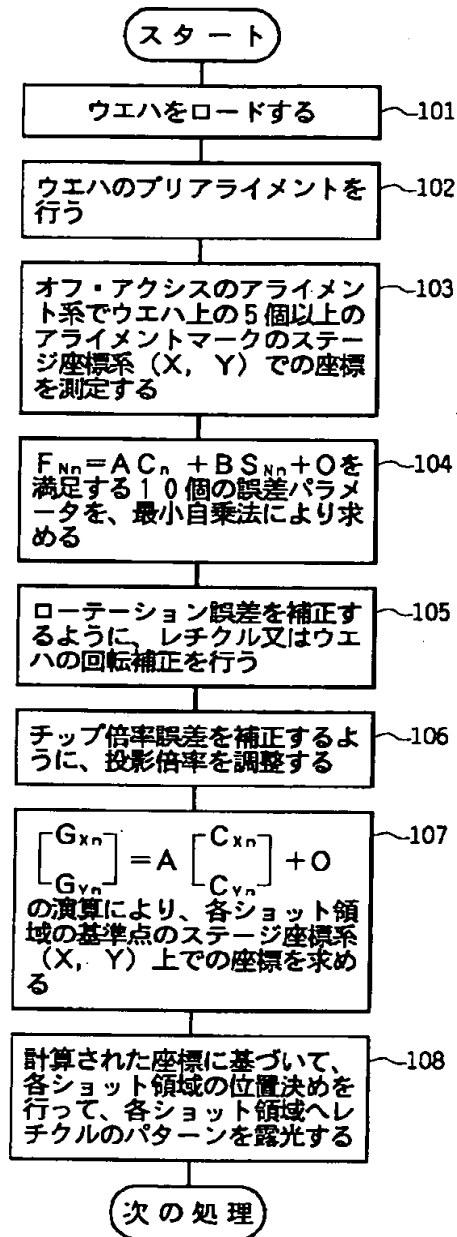 スタート
ウエハをロードする
101
ウエハのプリアライメントを
行う
102
オフ・アクシスのアライメン
ト系でウエハ上の5個以上の
アライメントマークのステー
ジ座標系(X, Y)での座標
を測定する
103
F_Nn=AC_n+BS_Nn+Oを
満足する10個の誤差パラメ
ータを、最小自乗法により求
める
104
ローテーション誤差を補正す
るように、レチクル又はウエ
ハの回転補正を行う
105
チップ倍率誤差を補正するよ
うに、投影倍率を調整する
106
[G_Xn G_Yn]=A[C_Xn C_Yn]+O
の演算により、各ショット領
域の基準点のステージ座標系
(X, Y)上での座標を求め
る
107
計算された座標に基づいて、
各ショット領域の位置決めを
行って、各ショット領域へレ
チクルのパターンを露光する
108
次の処理